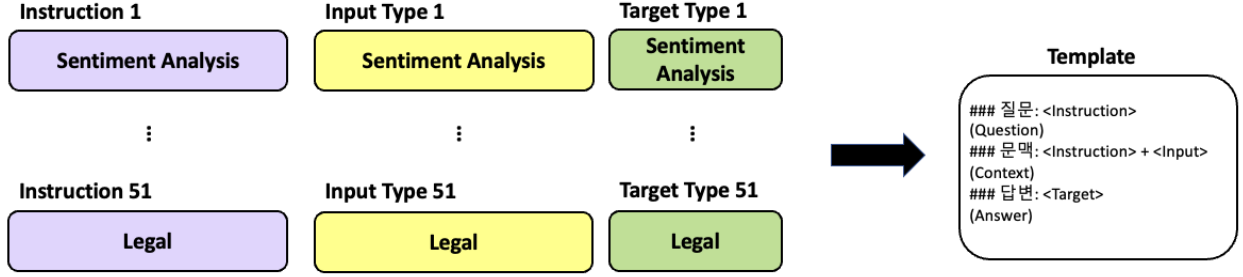 Instruction 1
Input Type 1
Target Type 1
Sentiment Analysis
Sentiment Analysis
Sentiment
Analysis
Instruction 51
Input Type 51
Target Type 51
Legal
Legal
Legal
Template
### 질문: <Instruction>
(Question)
### 문맥: <Instruction> + <Input>
(Context)
### 답변: <Target>
(Answer)